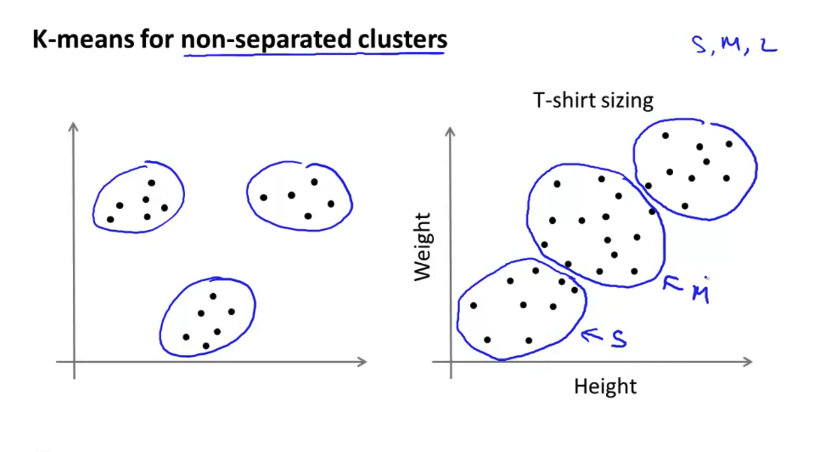 K-means for non-separated clusters
S, M, L
T-shirt sizing
Weight
M
S
Height